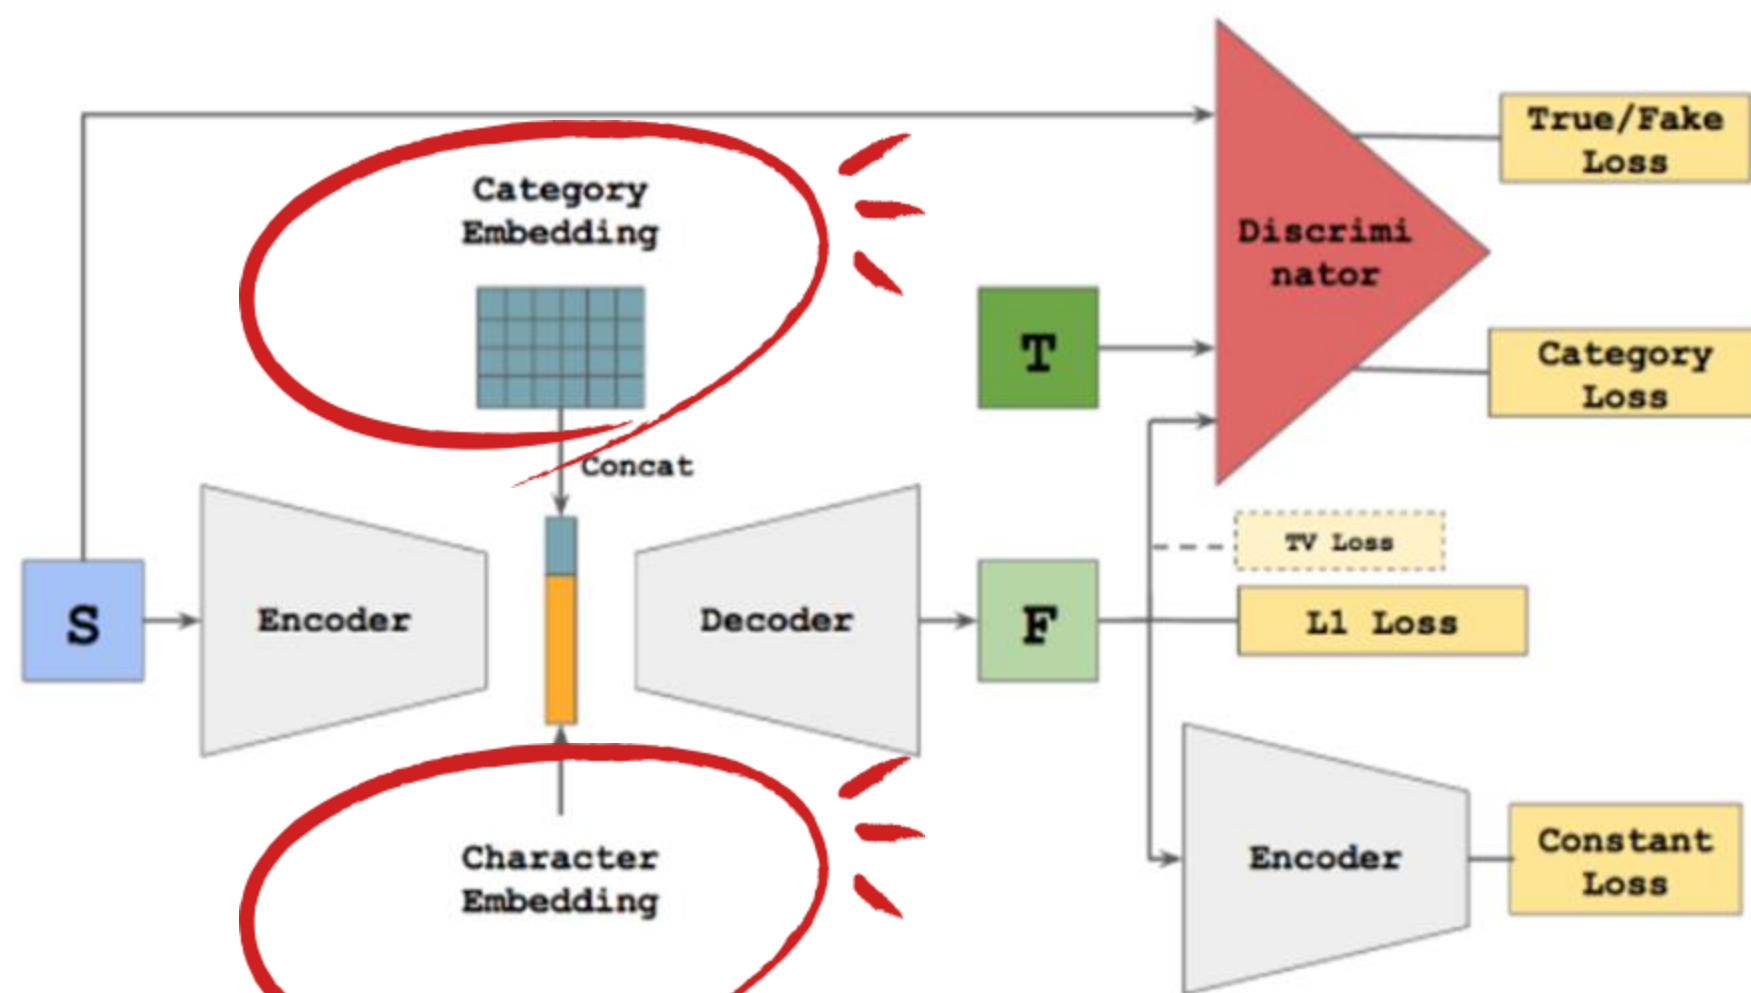 True/Fake
Loss
Category
Embedding
Discrimi
nator
T
Category
Loss
Concat
TV Loss
S
Encoder
Decoder
F
L1 Loss
Character
Embedding
Encoder
Constant
Loss